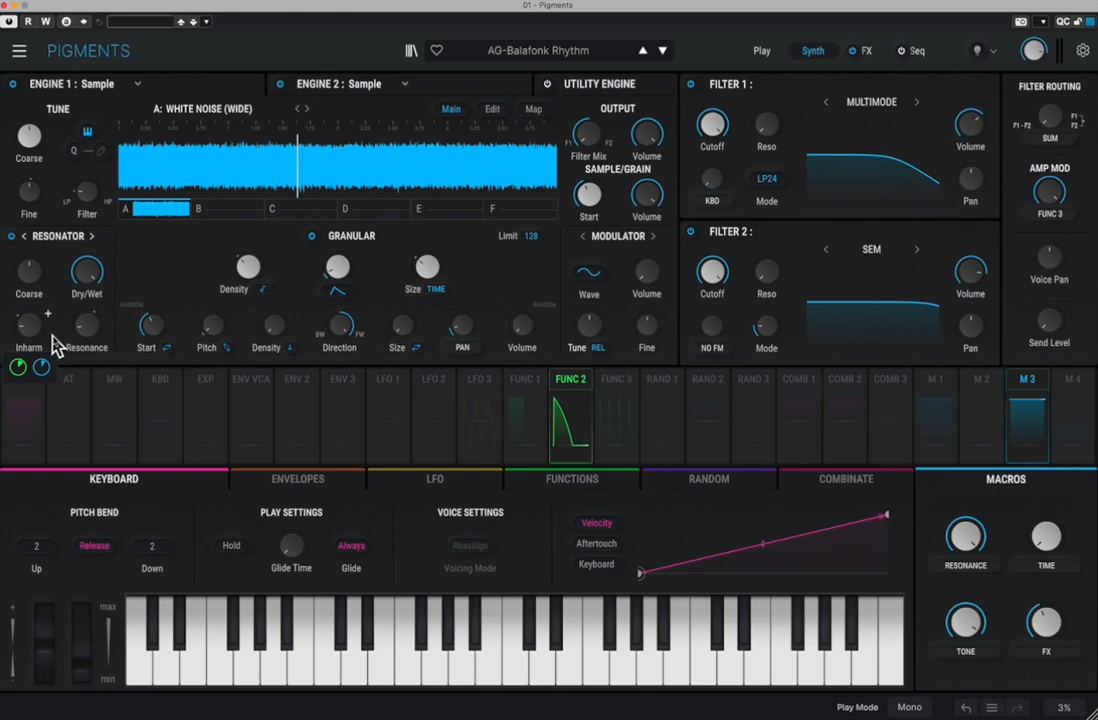 01 - Pigments
R W
QC
PIGMENTS
AG-Balafonk Rhythm
Play Synth FX Seq
ENGINE 1 : Sample
ENGINE 2 : Sample
UTILITY ENGINE
FILTER 1 :
FILTER ROUTING
TUNE
A: WHITE NOISE (WIDE)
Main Edit Map
OUTPUT
MULTIMODE
F1 - F2
F1
F2
SUM
Coarse
Q
F1 F2
Filter Mix
Volume
Cutoff
Reso
Volume
SAMPLE/GRAIN
AMP MOD
LP HP
LP24
Fine
Filter
A B C D E F
Start
Volume
KBD
Mode
Pan
FUNC 3
RESONATOR
GRANULAR
Limit 128
MODULATOR
FILTER 2 :
SEM
Coarse
Dry/Wet
Density
Size TIME
Wave
Volume
Cutoff
Reso
Volume
Voice Pan
RANDOM
RANDOM
BW FW
PAN
Inharm
Resonance
Start
Pitch
Density
Direction
Size
Volume
Tune REL
Fine
NO FM
Mode
Pan
Send Level
AT MW KBD EXP ENV VCA ENV 2 ENV 3 LFO 1 LFO 2 LFO 3 FUNC 1 FUNC 2 FUNC 3 RAND 1 RAND 2 RAND 3 COMB 1 COMB 2 COMB 3 M 1 M 2 M 3 M 4
KEYBOARD ENVELOPES LFO FUNCTIONS RANDOM COMBINATE MACROS
PITCH BEND
PLAY SETTINGS
VOICE SETTINGS
Velocity
2 Release 2
Hold
Always
Reassign
Aftertouch
Up
Down
Glide Time
Glide
Voicing Mode
Keyboard
RESONANCE
TIME
max
min
TONE
FX
Play Mode Mono
3%